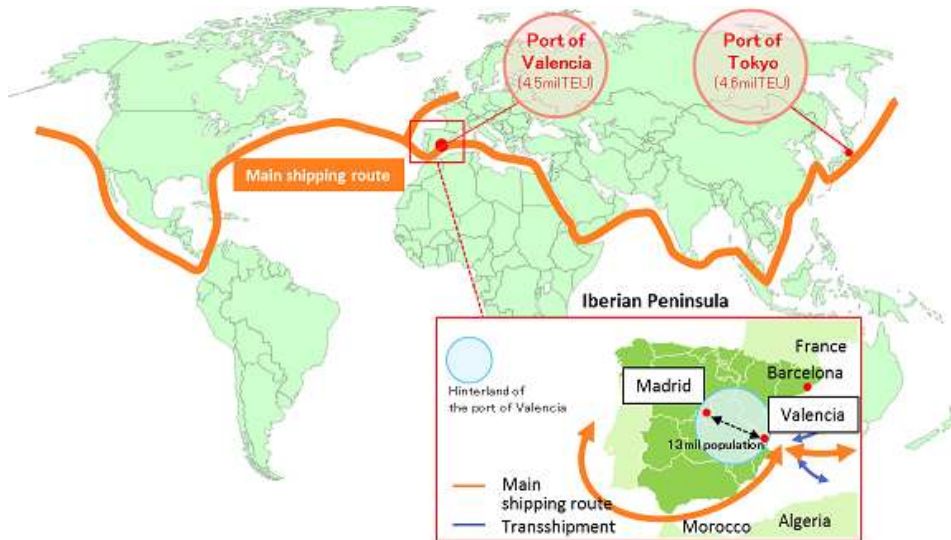 Port of
Valencia
(4.5milTEU)
Port of
Tokyo
(4.6milTEU)
Main shipping route
Iberian Peninsula
Hinterland of
the port of Valencia
France
Barcelona
Madrid
Valencia
13 mil population
Main
shipping route
Transshipment
Morocco
Algeria